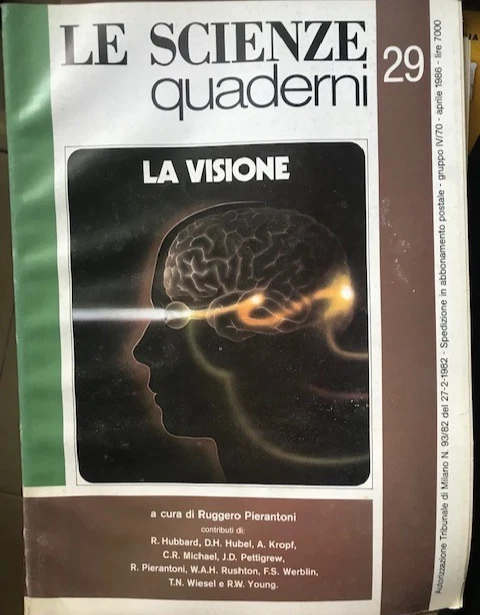 LE SCIENZE
quaderni
29
LA VISIONE
a cura di Ruggero Pierantoni
contributi di:
R. Hubbard, D.H. Hubel, A. Kropf,
C.R. Michael, J.D. Pettigrew,
R. Pierantoni, W.A.H. Rushton, F.S. Werblin,
T.N. Wiesel e R.W. Young.
Autorizzazione Tribunale di Milano N. 93/82 del 27-2-1982 - Spedizione in abbonamento postale - gruppo IV/70 - aprile 1986 - lire 7000